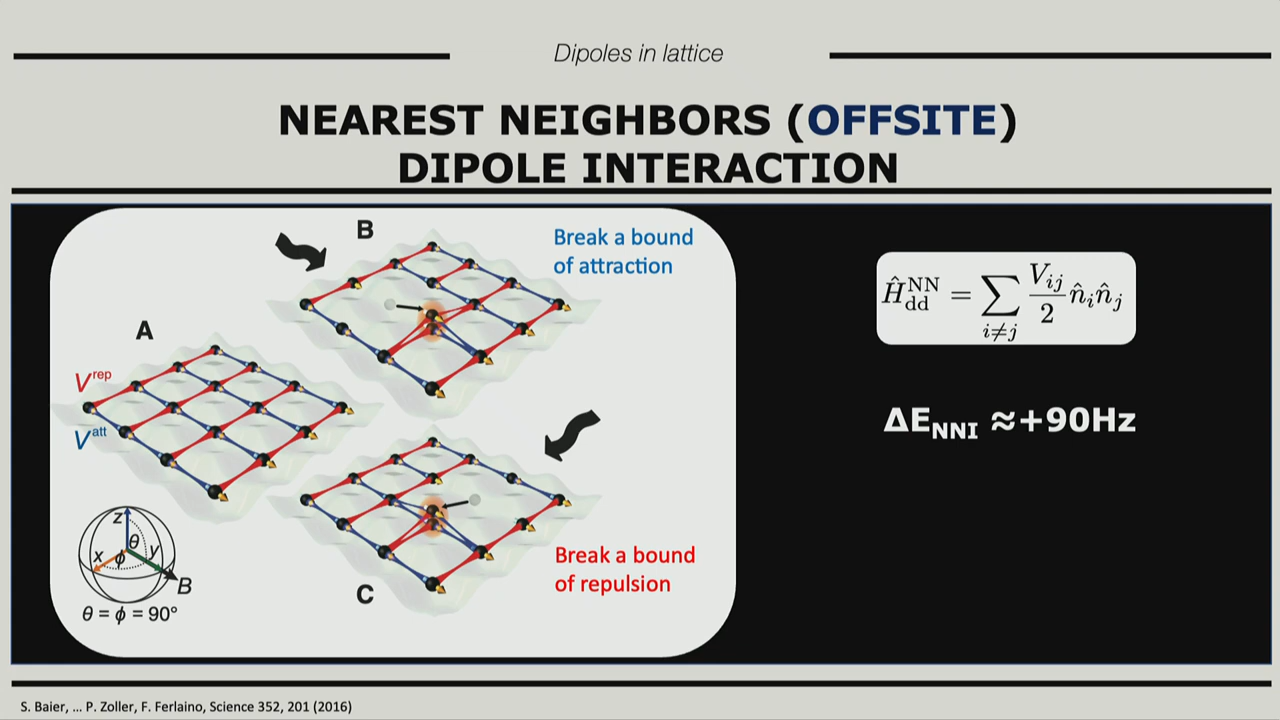 Dipoles in lattice
NEAREST NEIGHBORS (OFFSITE)
DIPOLE INTERACTION
A
V^rep
V^att
z
θ
x
ϕ
y
B
θ = ϕ = 90°
B
Break a bound
of attraction
C
Break a bound
of repulsion
Ĥ_dd^NN = ∑_{i≠j} V_ij/2 n̂_i n̂_j
ΔE_NNI ≈+90Hz
S. Baier, ... P. Zoller, F. Ferlaino, Science 352, 201 (2016)